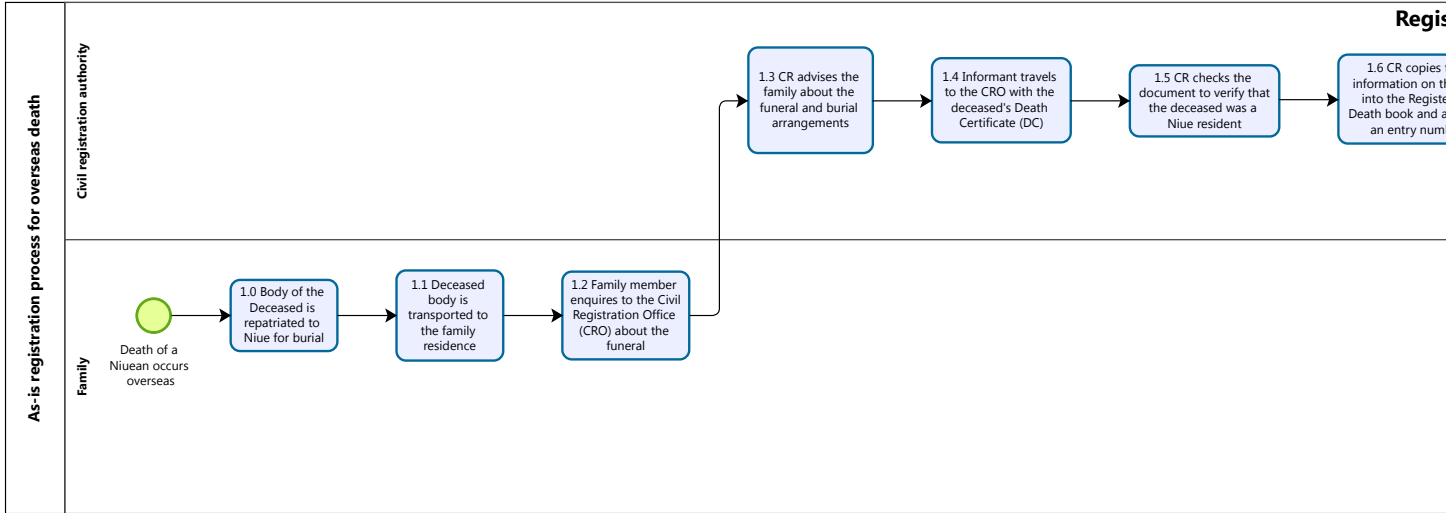 Regis
As-is registration process for overseas death
Civil registration authority
1.3 CR advises the
family about the
funeral and burial
arrangements
1.4 Informant travels
to the CRO with the
deceased's Death
Certificate (DC)
1.5 CR checks the
document to verify that
the deceased was a
Niue resident
1.6 CR copies
information on
into the Registe
Death book and
an entry num
Family
Death of a
Niuean occurs
overseas
1.0 Body of the
Deceased is
repatriated to
Niue for burial
1.1 Deceased
body is
transported to
the family
residence
1.2 Family member
enquires to the Civil
Registration Office
(CRO) about the
funeral